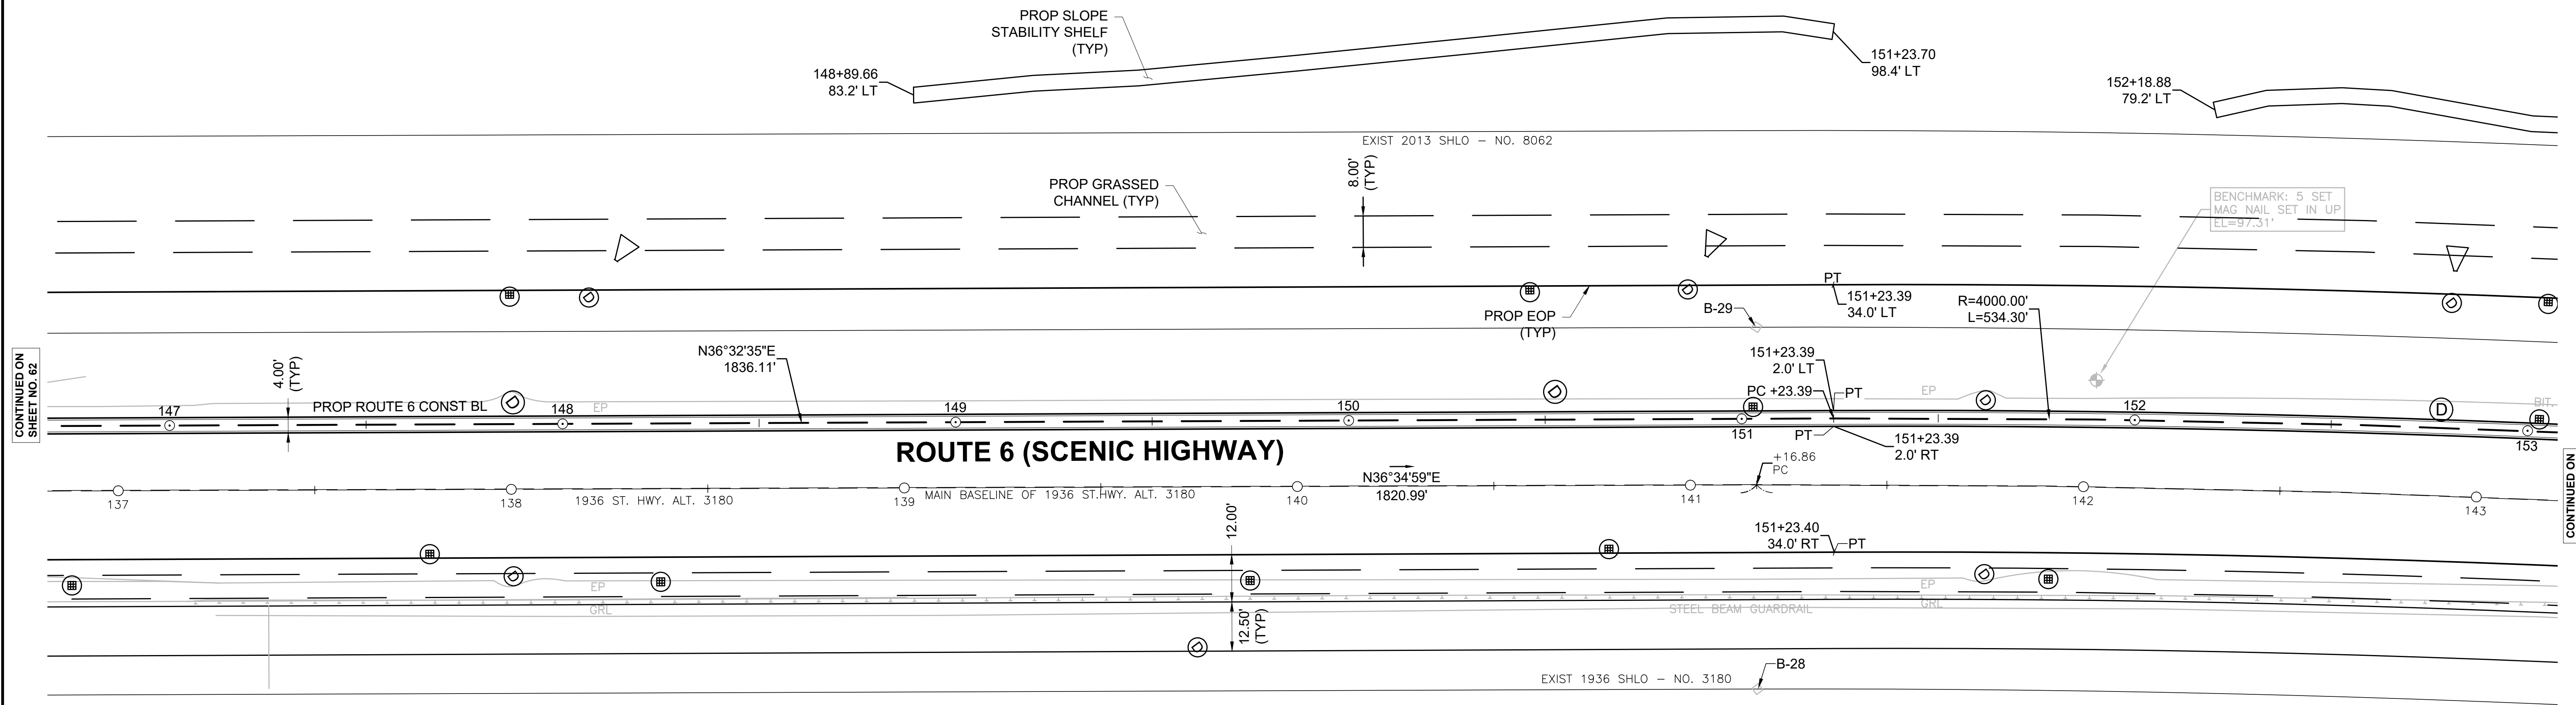 PROP SLOPE
STABILITY SHELF
(TYP)
148+89.66
83.2' LT
151+23.70
98.4' LT
152+18.88
79.2' LT
EXIST 2013 SHLO – NO. 8062
8.00'
(TYP)
PROP GRASSED
CHANNEL (TYP)
BENCHMARK: 5 SET
MAG NAIL SET IN UP
EL=97.31'
PT
151+23.39
34.0' LT
R=4000.00'
L=534.30'
PROP EOP
(TYP)
B-29
CONTINUED ON
SHEET NO. 62
4.00'
(TYP)
N36°32'35"E
1836.11'
151+23.39
2.0' LT
PC +23.39
PT
EP
BIT.
D
D
D
D
D
D
D
147
PROP ROUTE 6 CONST BL
148
EP
149
150
151
152
153
PT
151+23.39
2.0' RT
ROUTE 6 (SCENIC HIGHWAY)
+16.86
PC
N36°34'59"E
1820.99'
CONTINUED ON
137
138
1936 ST. HWY. ALT. 3180
139
MAIN BASELINE OF 1936 ST.HWY. ALT. 3180
140
141
142
143
12.00'
151+23.40
34.0' RT
PT
D
D
EP
EP
GRL
GRL
STEEL BEAM GUARDRAIL
12.50'
(TYP)
D
B-28
EXIST 1936 SHLO – NO. 3180